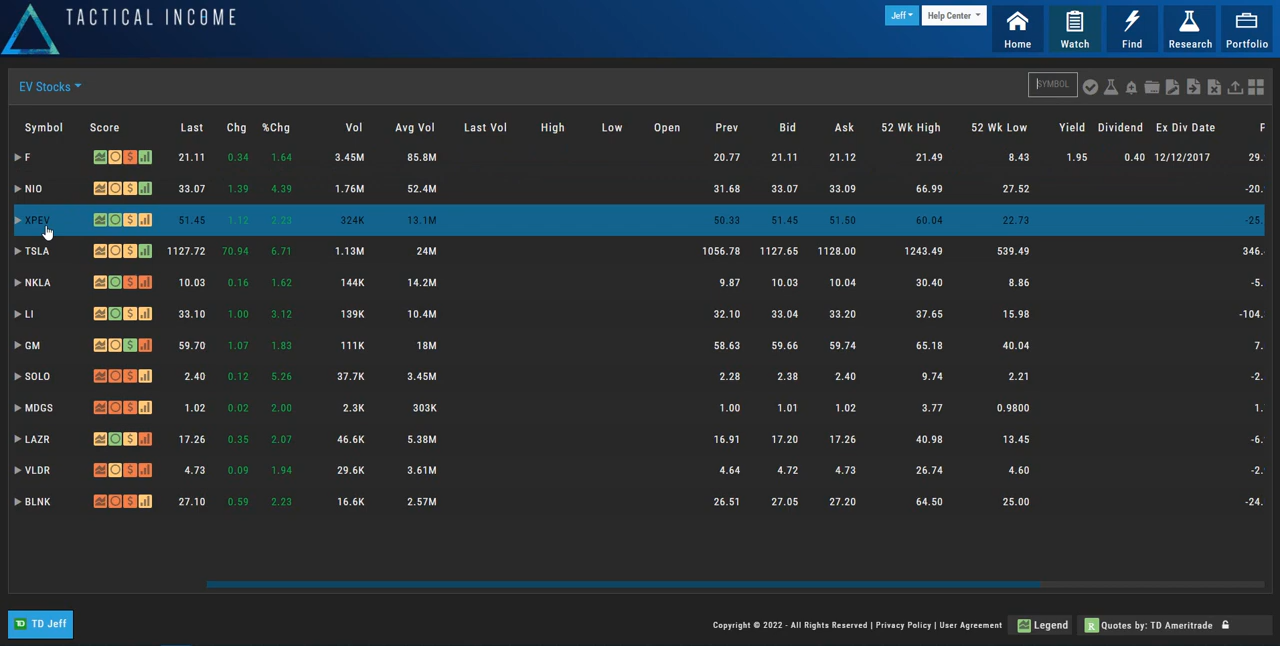 TACTICAL INCOME
Jeff
Help Center
Home
Watch
Find
Research
Portfolio
EV Stocks
SYMBOL
Symbol Score Last Chg %Chg Vol Avg Vol Last Vol High Low Open Prev Bid Ask 52 Wk High 52 Wk Low Yield Dividend Ex Div Date F
F $ 21.11 0.34 1.64 3.45M 85.8M 20.77 21.11 21.12 21.49 8.43 1.95 0.40 12/12/2017 29.
NIO $ 33.07 1.39 4.39 1.76M 52.4M 31.68 33.07 33.09 66.99 27.52 -20.
XPEV $ 51.45 1.12 2.23 324K 13.1M 50.33 51.45 51.50 60.04 22.73 -25.
TSLA $ 1127.72 70.94 6.71 1.13M 24M 1056.78 1127.65 1128.00 1243.49 539.49 346.
NKLA $ 10.03 0.16 1.62 144K 14.2M 9.87 10.03 10.04 30.40 8.86 -5.
LI $ 33.10 1.00 3.12 139K 10.4M 32.10 33.04 33.20 37.65 15.98 -104.
GM $ 59.70 1.07 1.83 111K 18M 58.63 59.66 59.74 65.18 40.04 7.
SOLO $ 2.40 0.12 5.26 37.7K 3.45M 2.28 2.38 2.40 9.74 2.21 -2.
MDGS $ 1.02 0.02 2.00 2.3K 303K 1.00 1.01 1.02 3.77 0.9800 1.
LAZR $ 17.26 0.35 2.07 46.6K 5.38M 16.91 17.20 17.26 40.98 13.45 -6.
VLDR $ 4.73 0.09 1.94 29.6K 3.61M 4.64 4.72 4.73 26.74 4.60 -2.
BLNK $ 27.10 0.59 2.23 16.6K 2.57M 26.51 27.05 27.20 64.50 25.00 -24.
TD TD Jeff
Copyright © 2022 - All Rights Reserved | Privacy Policy | User Agreement
Legend
R Quotes by: TD Ameritrade